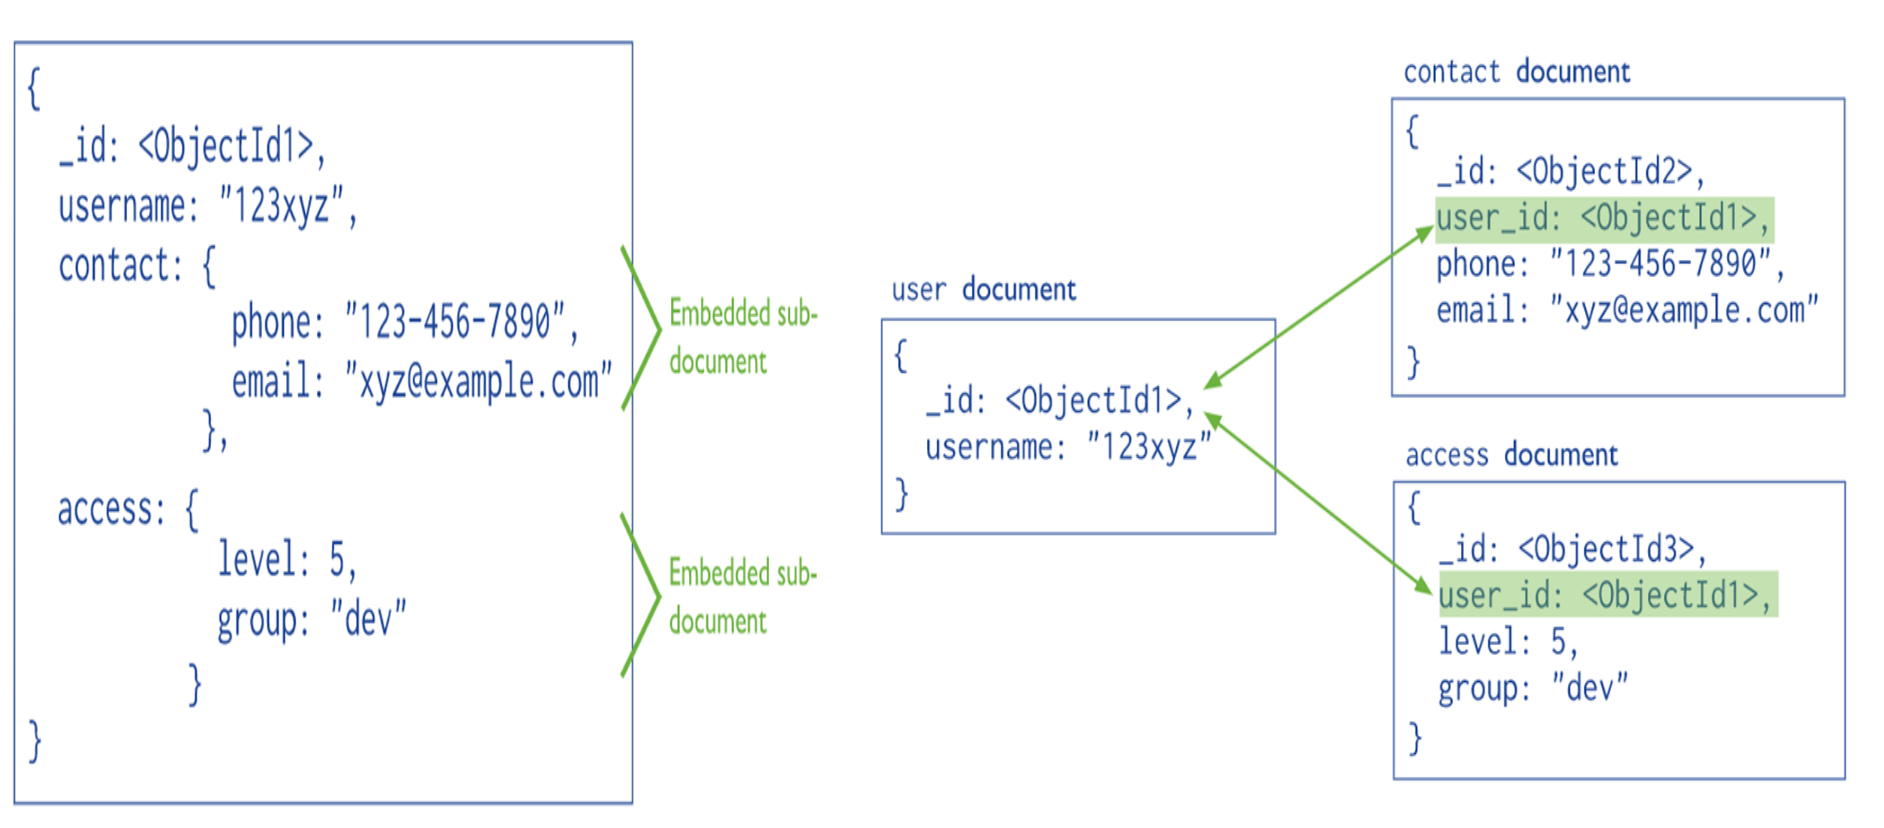 {
_id: <ObjectId1>,
username: "123xyz",
contact: {
phone: "123-456-7890",
email: "xyz@example.com"
},
access: {
level: 5,
group: "dev"
}
}
Embedded sub-
document
Embedded sub-
document
user document
{
_id: <ObjectId1>,
username: "123xyz"
}
contact document
{
_id: <ObjectId2>,
user_id: <ObjectId1>,
phone: "123-456-7890",
email: "xyz@example.com"
}
access document
{
_id: <ObjectId3>,
user_id: <ObjectId1>,
level: 5,
group: "dev"
}